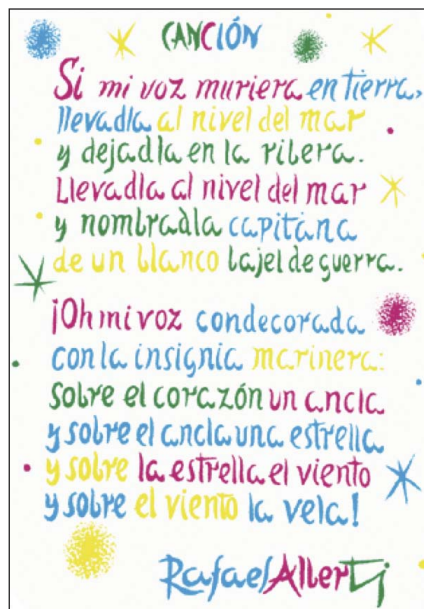 CANCIÓN
Si mi voz muriera en tierra,
llevadla al nivel del mar
y dejadla en la ribera.
Llevadla al nivel del mar
y nombradla capitana
de un blanco bajel de guerra.
¡Oh mi voz condecorada
con la insignia marinera:
sobre el corazón un ancla
y sobre el ancla una estrella
y sobre la estrella el viento
y sobre el viento la vela!
Rafael Alberti